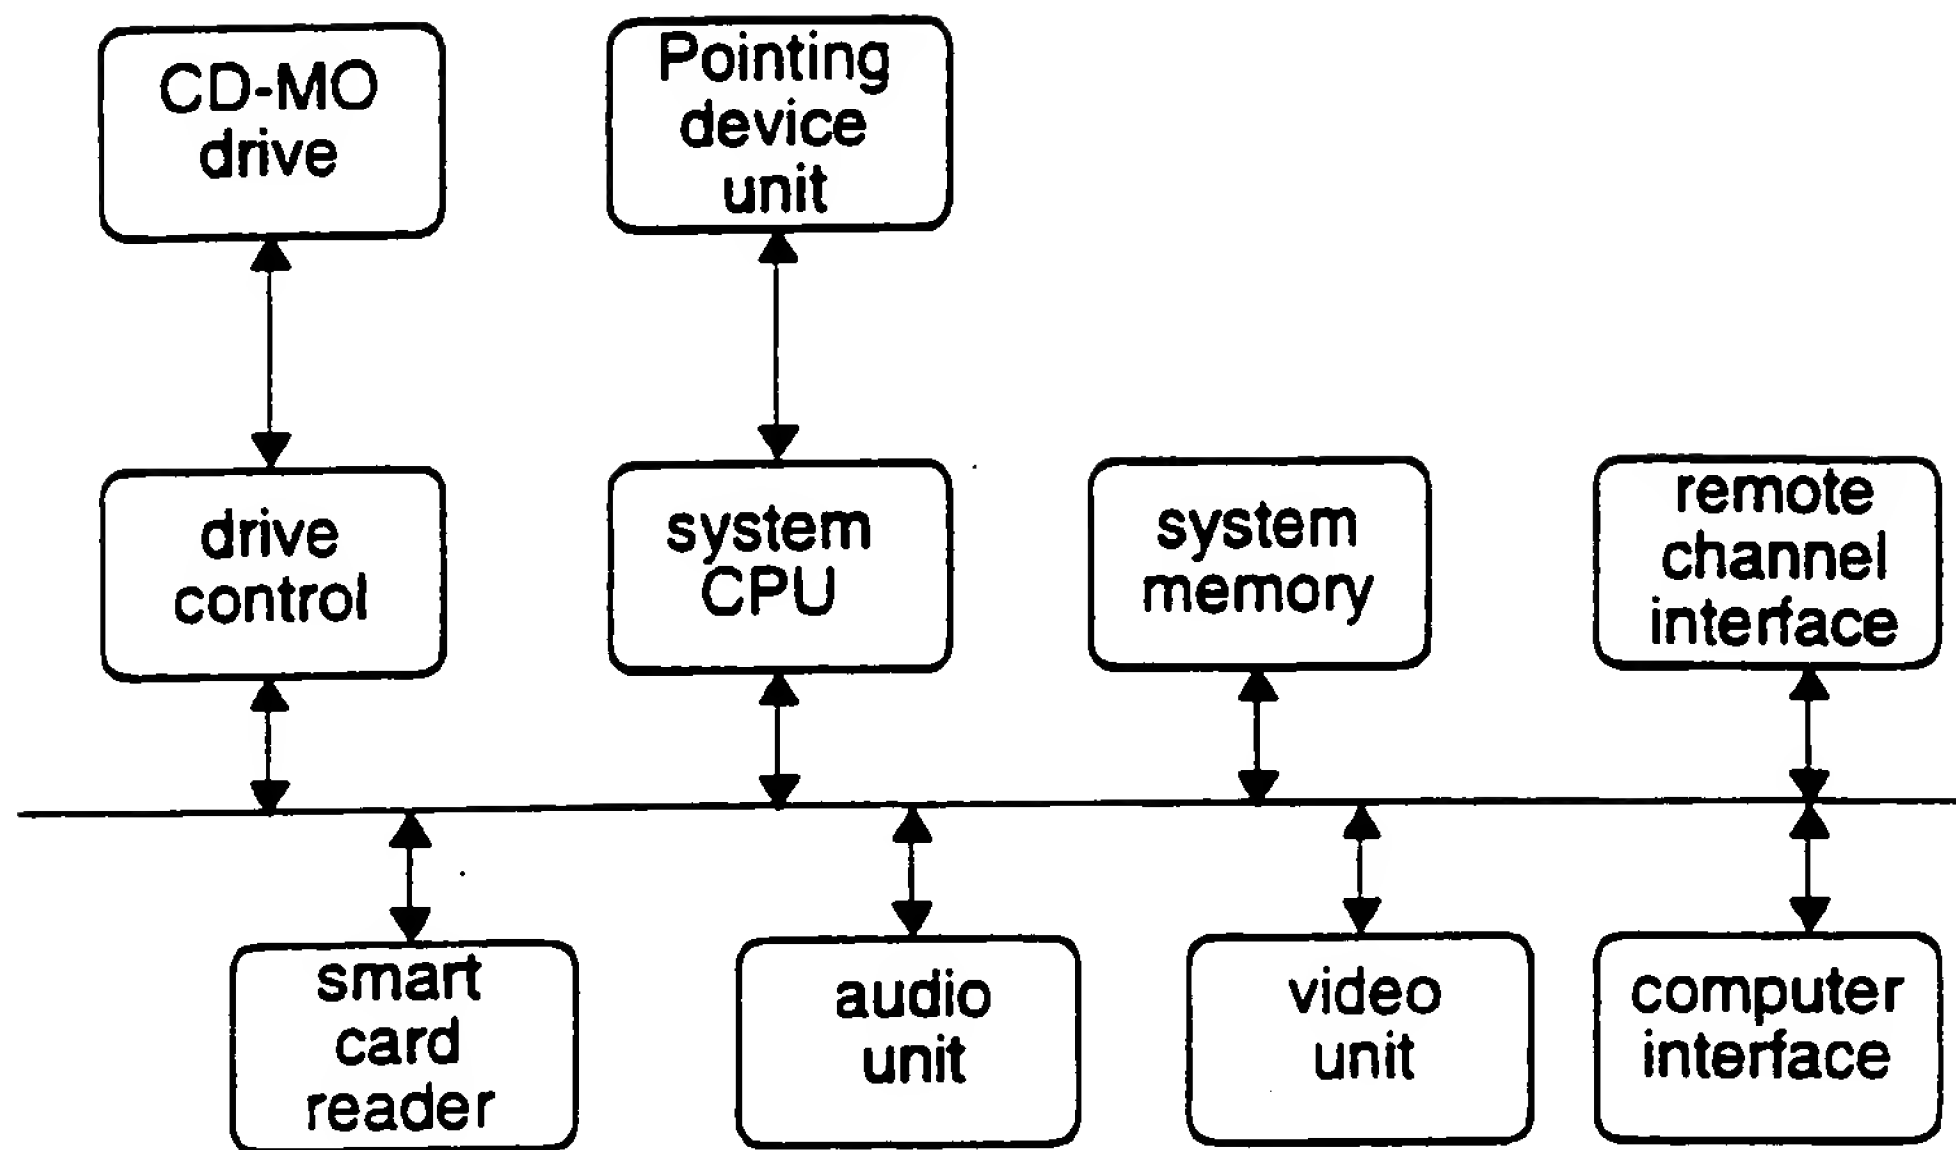 CD-MO
drive
Pointing
device
unit
drive
control
system
CPU
system
memory
remote
channel
interface
smart
card
reader
audio
unit
video
unit
computer
interface